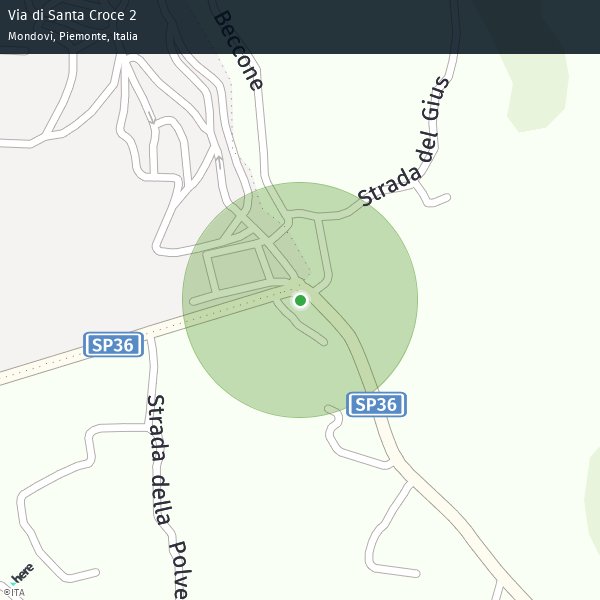 Via di Santa Croce 2
Mondovì, Piemonte, Italia
Beccone
Strada del Gius
SP36
SP36
Strada della Polve
here
©ITA